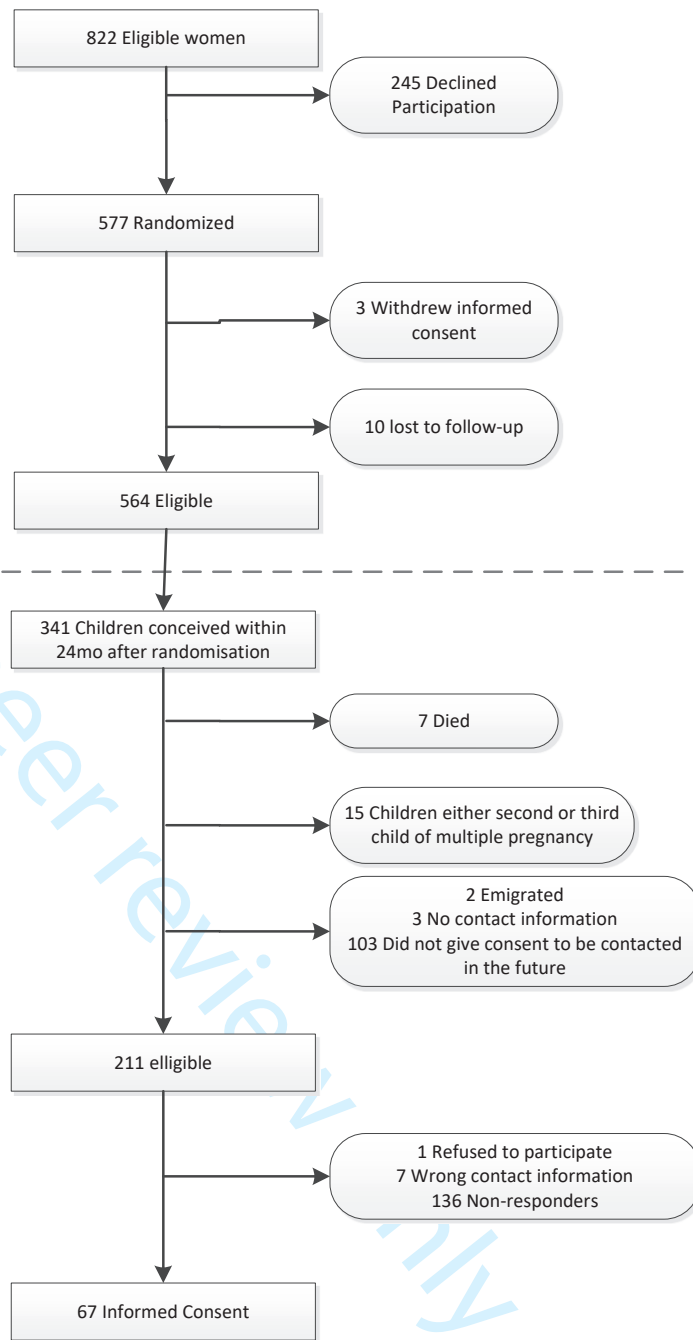 822 Eligible women
245 Declined
Participation
577 Randomized
3 Withdrew informed
consent
10 lost to follow-up
564 Eligible
341 Children conceived within
24mo after randomisation
7 Died
15 Children either second or third
child of multiple pregnancy
2 Emigrated
3 No contact information
103 Did not give consent to be contacted
in the future
211 elligible
1 Refused to participate
7 Wrong contact information
136 Non-responders
67 Informed Consent
eer review only